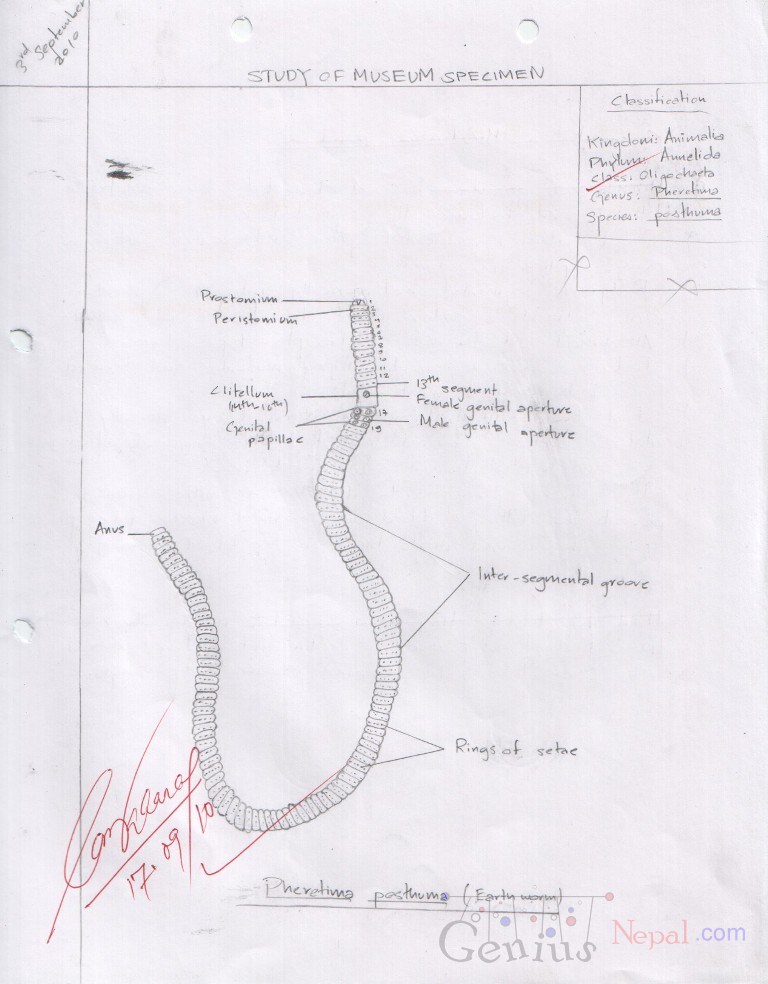 3rd September
2010
STUDY OF MUSEUM SPECIMEN
Classification
Kingdom: Animalia
Phylum: Annelida
Class: Oligochaeta
Genus: Pheretima
Species: posthuma
Prostomium
Peristomium
Clitellum
(14th-16th)
Genital
papillae
13th segment
Female genital aperture
17
Male genital aperture
19
Anus
Inter-segmental groove
Rings of setae
17.09/10
Pheretima posthuma (Earthworm)
Genius Nepal.com